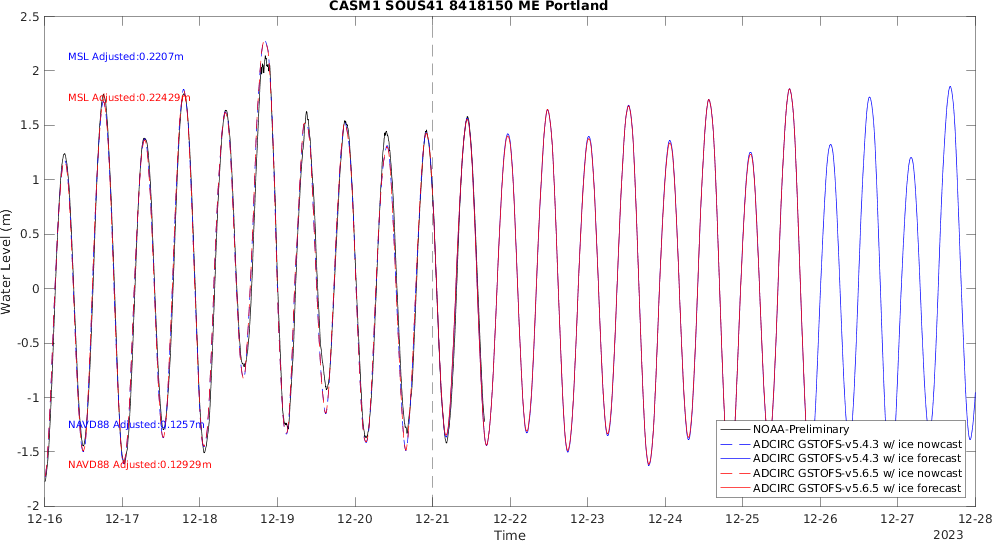 CASM1 SOUS41 8418150 ME Portland
2.5
2
1.5
1
0.5
0
-0.5
-1
-1.5
-2
Water Level (m)
MSL Adjusted:0.2207m
MSL Adjusted:0.22429m
NAVD88 Adjusted:0.1257m
NAVD88 Adjusted:0.12929m
NOAA-Preliminary
ADCIRC GSTOFS-v5.4.3 w/ ice nowcast
ADCIRC GSTOFS-v5.4.3 w/ ice forecast
ADCIRC GSTOFS-v5.6.5 w/ ice nowcast
ADCIRC GSTOFS-v5.6.5 w/ ice forecast
12-16 12-17 12-18 12-19 12-20 12-21 12-22 12-23 12-24 12-25 12-26 12-27 12-28
Time
2023